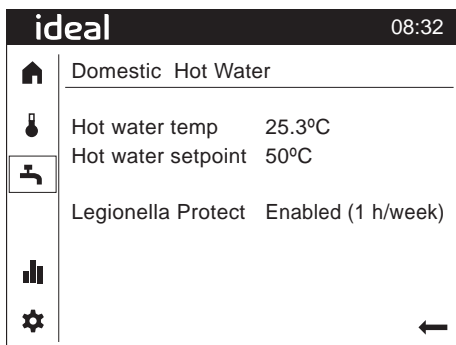 ideal 08:32
Domestic Hot Water
Hot water temp 25.3ºC
Hot water setpoint 50ºC
Legionella Protect Enabled (1 h/week)